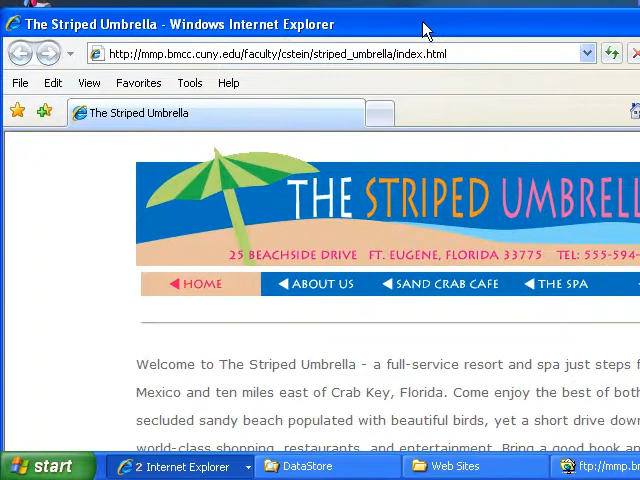 The Striped Umbrella - Windows Internet Explorer
http://mmp.bmcc.cuny.edu/faculty/cstein/striped_umbrella/index.html
File Edit View Favorites Tools Help
The Striped Umbrella
THE STRIPED UMBRELL
25 BEACHSIDE DRIVE FT. EUGENE, FLORIDA 33775 TEL: 555-594-
HOME ABOUT US SAND CRAB CAFE THE SPA
Welcome to The Striped Umbrella - a full-service resort and spa just steps f
Mexico and ten miles east of Crab Key, Florida. Come enjoy the best of both
secluded sandy beach populated with beautiful birds, yet a short drive down
world-class shopping, restaurants, and entertainment. Bring a good book an
start 2 Internet Explorer DataStore Web Sites ftp://mmp.bm